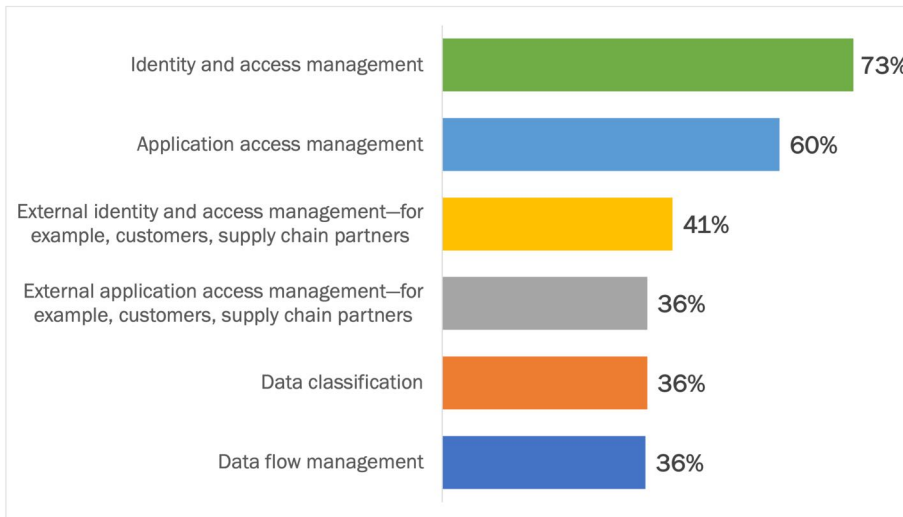 Identity and access management
73%
Application access management
60%
External identity and access management—for
example, customers, supply chain partners
41%
External application access management—for
example, customers, supply chain partners
36%
Data classification
36%
Data flow management
36%